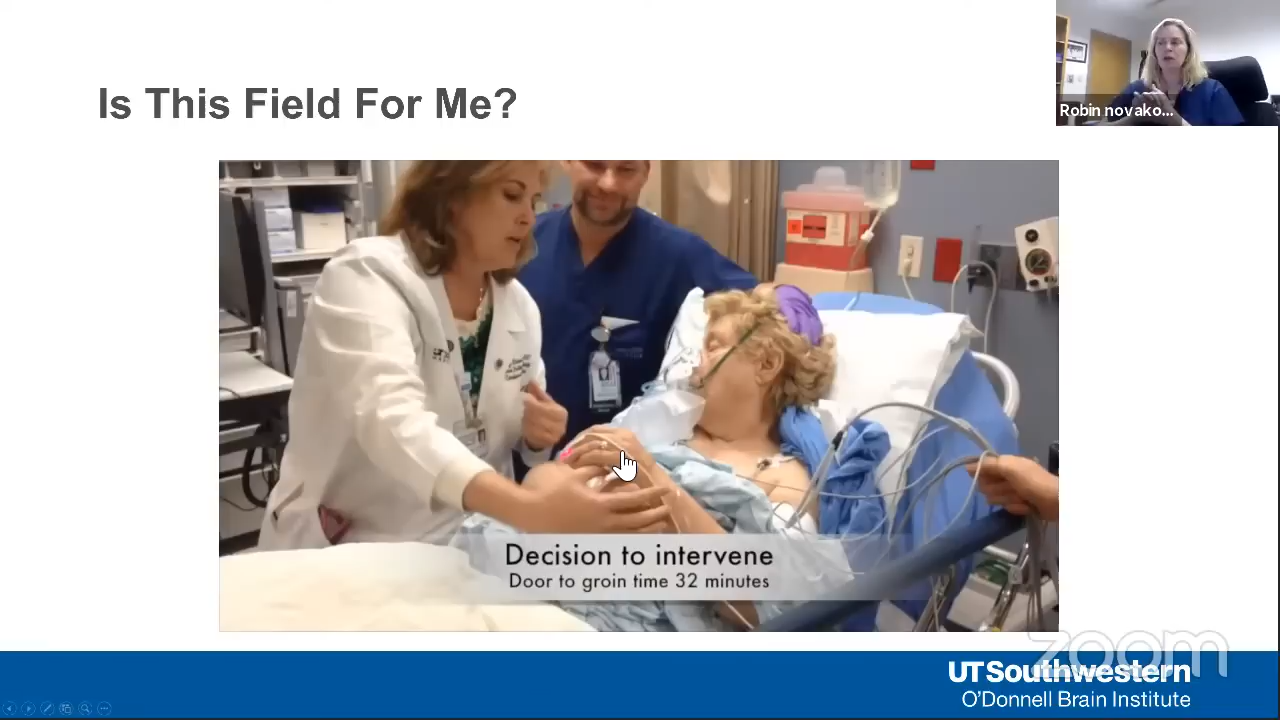 Is This Field For Me?
Robin novako...
Decision to intervene
Door to groin time 32 minutes
zoom
UTSouthwestern
O'Donnell Brain Institute